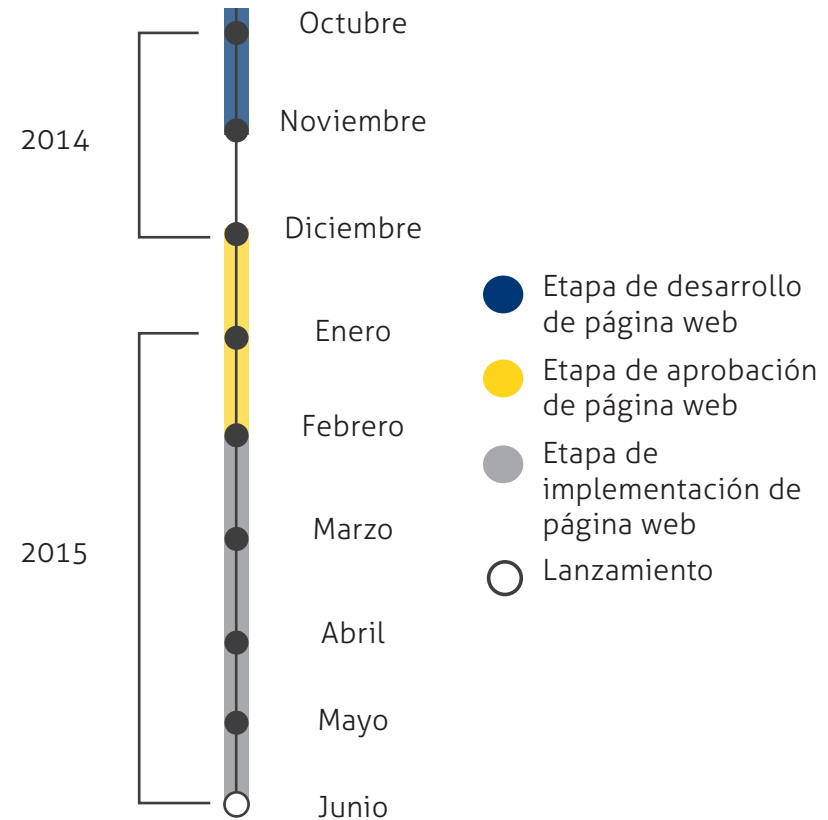 Octubre
Noviembre
2014
Diciembre
Enero
Febrero
Marzo
2015
Abril
Mayo
Junio
Etapa de desarrollo
de página web
Etapa de aprobación
de página web
Etapa de
implementación de
página web
Lanzamiento